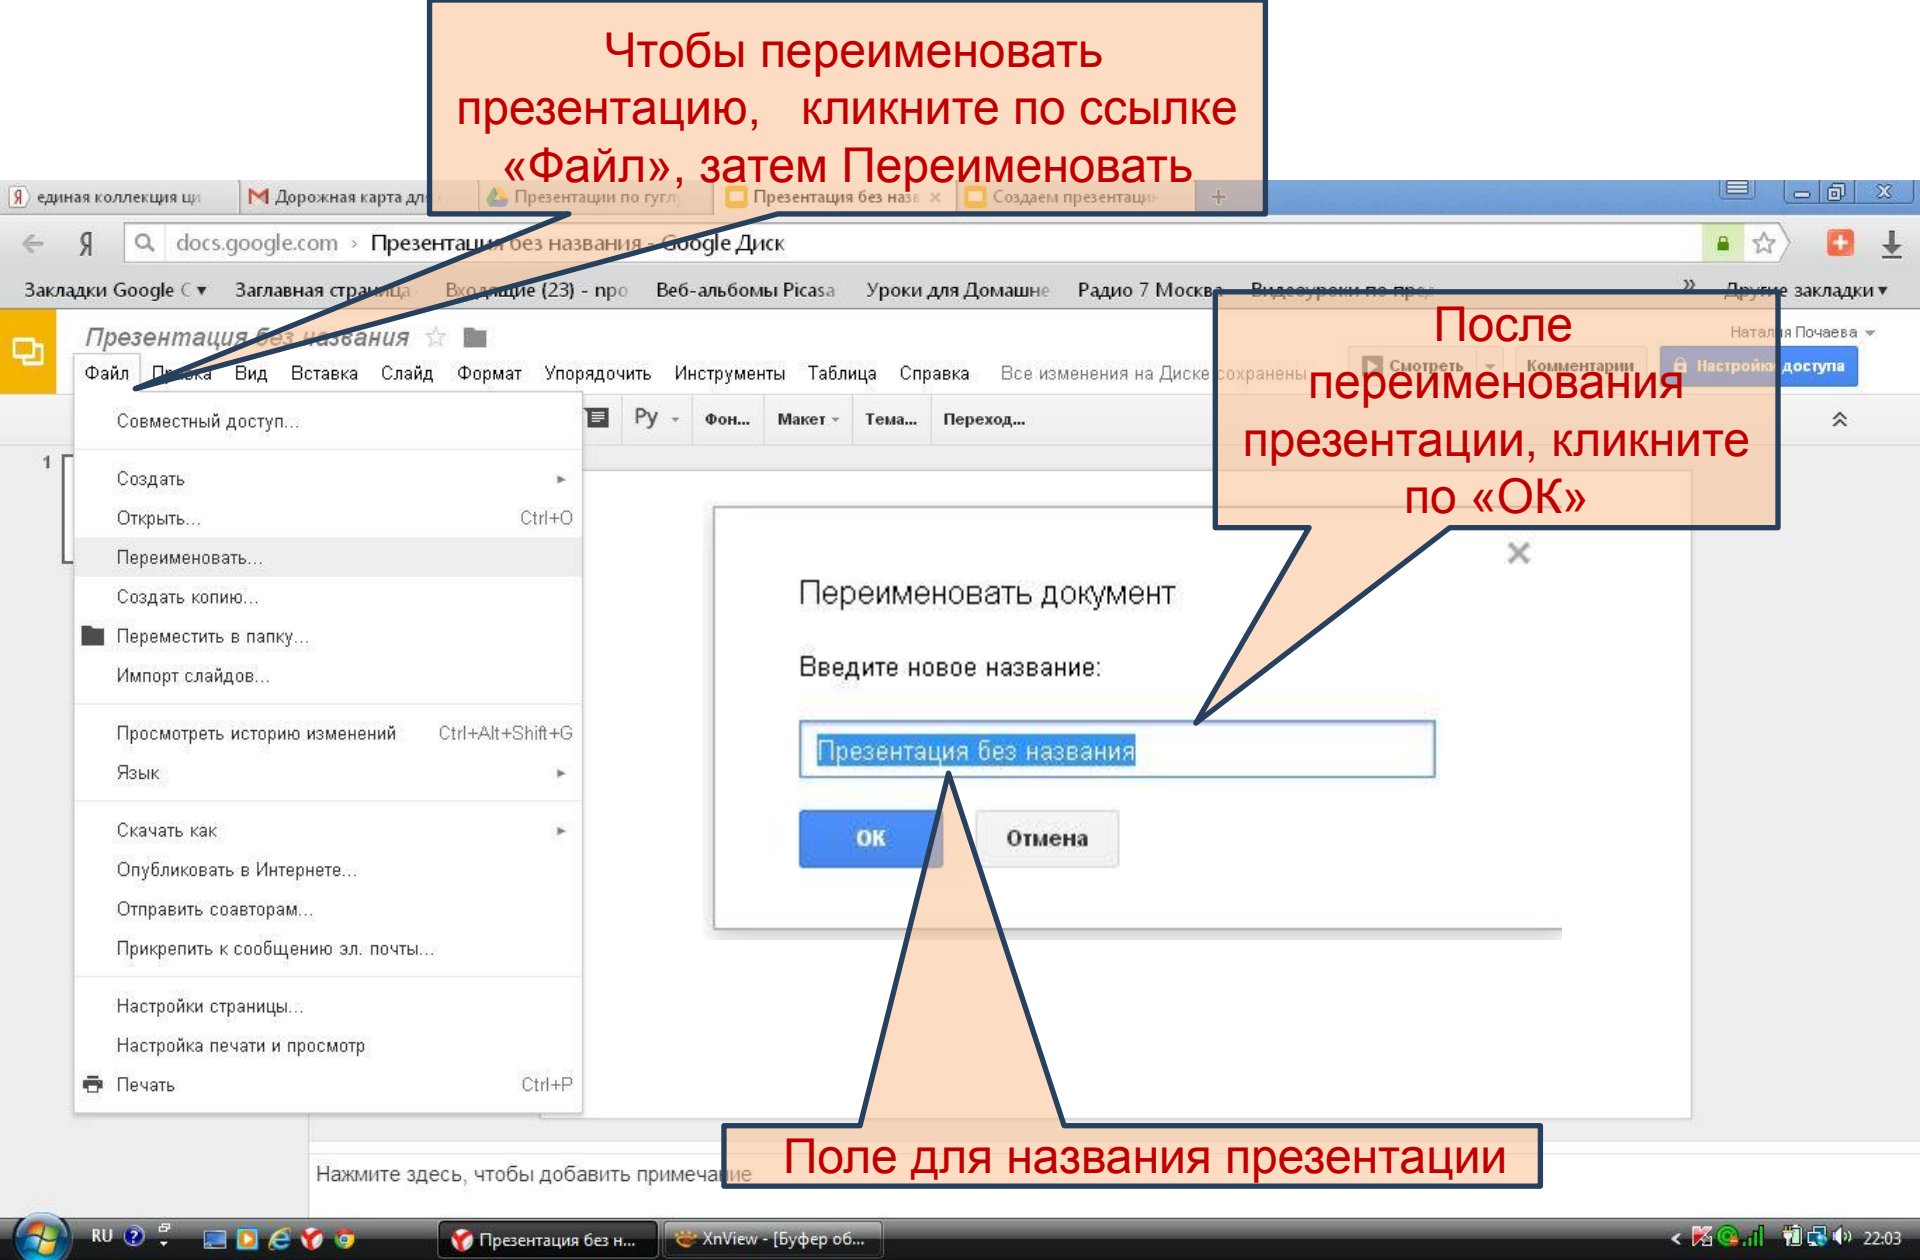 Чтобы переименовать
презентацию, кликните по ссылке
«Файл», затем Переименовать
единая коллекция ци
Дорожная карта для
Презентации по гугл
Презентация без назв
Создаем презентаци
docs.google.com › Презентация без названия - Google Диск
Закладки Google
Заглавная страница
Входящие (23) - про
Веб-альбомы Picasa
Уроки для Домашне
Радио 7 Москва
Видеоуроки по
Другие закладки
После
переименования
презентации, кликните
по «ОК»
Презентация без названия
Наталия Почаева
Файл Правка Вид Вставка Слайд Формат Упорядочить Инструменты Таблица Справка Все изменения на Диске сохранены
Смотреть
Комментарии
Настройки доступа
Ру Фон... Макет Тема... Переход...
1
Совместный доступ...
Создать
Открыть... Ctrl+O
Переименовать...
Создать копию...
Переместить в папку...
Импорт слайдов...
Просмотреть историю изменений Ctrl+Alt+Shift+G
Язык
Скачать как
Опубликовать в Интернете...
Отправить соавторам...
Прикрепить к сообщению эл. почты...
Настройки страницы...
Настройка печати и просмотр
Печать Ctrl+P
Переименовать документ
Введите новое название:
Презентация без названия
ОК
Отмена
Поле для названия презентации
Нажмите здесь, чтобы добавить примечание
RU
Презентация без н...
XnView - [Буфер об...
22:03